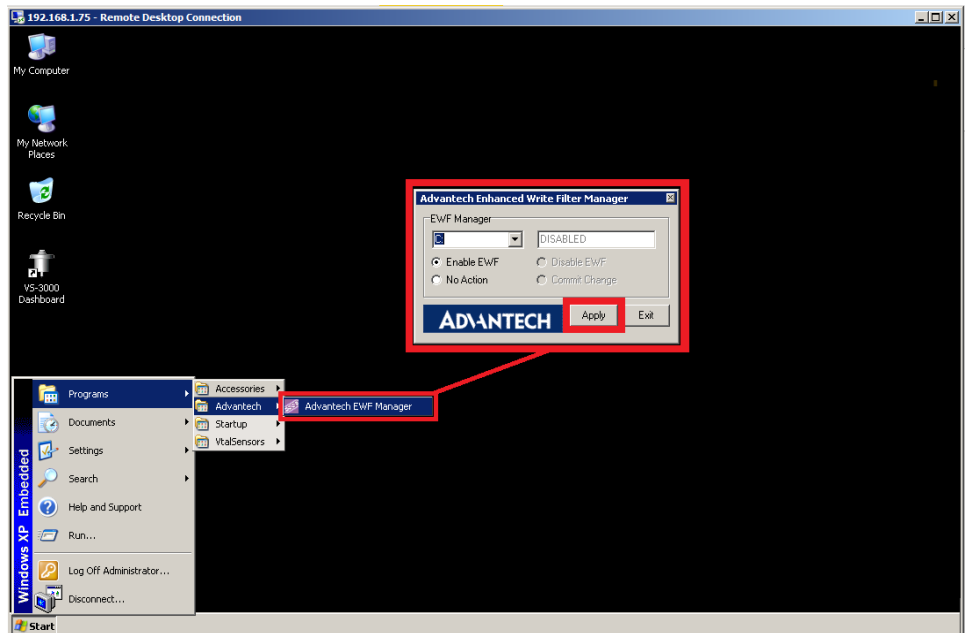 192.168.1.75 - Remote Desktop Connection
My Computer
My Network
Places
Recycle Bin
VS-3000
Dashboard
Advantech Enhanced Write Filter Manager
EWF Manager
C:
DISABLED
Enable EWF
Disable EWF
No Action
Commit Change
ADVANTECH
Apply
Exit
Programs
Documents
Settings
Search
Help and Support
Run...
Log Off Administrator...
Disconnect...
Windows XP Embedded
Accessories
Advantech
Startup
VtalSensors
Advantech EWF Manager
Start